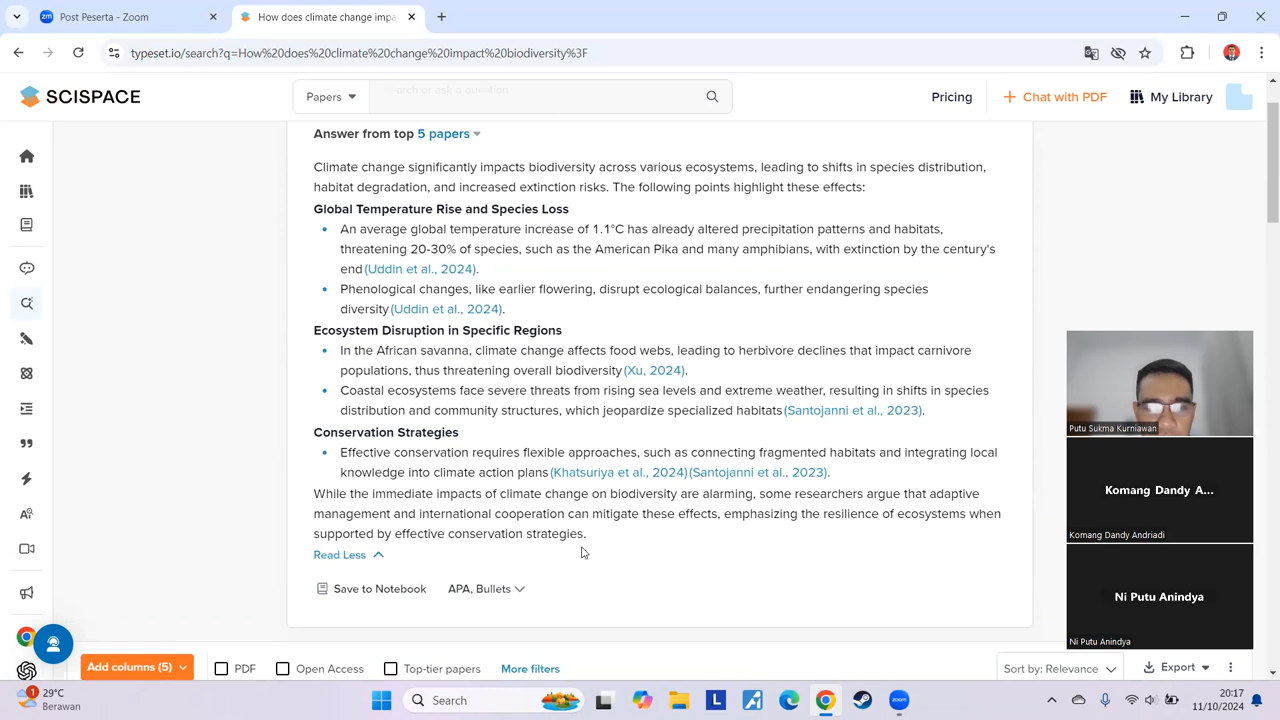 Post Peserta - Zoom
How does climate change impa
typeset.io/search?q=How%20does%20climate%20change%20impact%20biodiversity%3F
SCISPACE
Papers
Search or ask a question
Pricing
Chat with PDF
My Library
Answer from top 5 papers
Climate change significantly impacts biodiversity across various ecosystems, leading to shifts in species distribution,
habitat degradation, and increased extinction risks. The following points highlight these effects:
Global Temperature Rise and Species Loss
• An average global temperature increase of 1.1°C has already altered precipitation patterns and habitats,
threatening 20-30% of species, such as the American Pika and many amphibians, with extinction by the century's
end (Uddin et al., 2024).
• Phenological changes, like earlier flowering, disrupt ecological balances, further endangering species
diversity (Uddin et al., 2024).
Ecosystem Disruption in Specific Regions
• In the African savanna, climate change affects food webs, leading to herbivore declines that impact carnivore
populations, thus threatening overall biodiversity (Xu, 2024).
• Coastal ecosystems face severe threats from rising sea levels and extreme weather, resulting in shifts in species
distribution and community structures, which jeopardize specialized habitats (Santojanni et al., 2023).
Conservation Strategies
• Effective conservation requires flexible approaches, such as connecting fragmented habitats and integrating local
knowledge into climate action plans (Khatsuriya et al., 2024) (Santojanni et al., 2023).
While the immediate impacts of climate change on biodiversity are alarming, some researchers argue that adaptive
management and international cooperation can mitigate these effects, emphasizing the resilience of ecosystems when
supported by effective conservation strategies.
Read Less
Save to Notebook
APA, Bullets
Putu Sukma Kurniawan
Komang Dandy A...
Komang Dandy Andriadi
Ni Putu Anindya
Ni Putu Anindya
Add columns (5)
PDF
Open Access
Top-tier papers
More filters
Sort by: Relevance
Export
1
29°C
Berawan
Search
20:17
11/10/2024